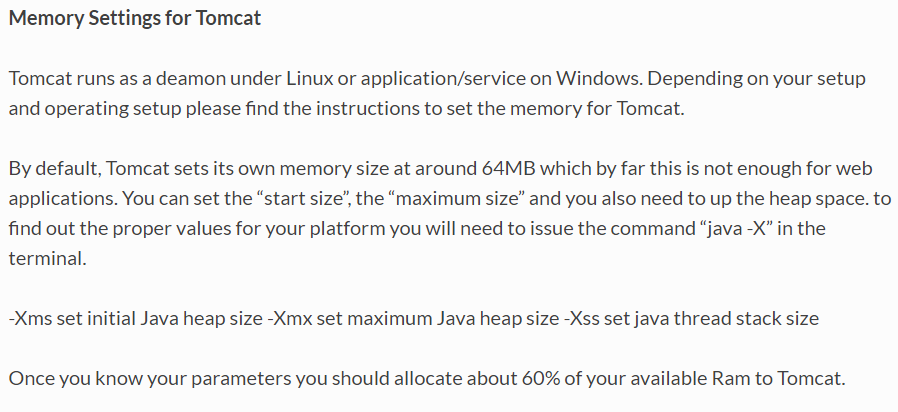 Memory Settings for Tomcat
Tomcat runs as a deamon under Linux or application/service on Windows. Depending on your setup
and operating setup please find the instructions to set the memory for Tomcat.
By default, Tomcat sets its own memory size at around 64MB which by far this is not enough for web
applications. You can set the “start size”, the “maximum size” and you also need to up the heap space. to
find out the proper values for your platform you will need to issue the command “java -X” in the
terminal.
-Xms set initial Java heap size -Xmx set maximum Java heap size -Xss set java thread stack size
Once you know your parameters you should allocate about 60% of your available Ram to Tomcat.